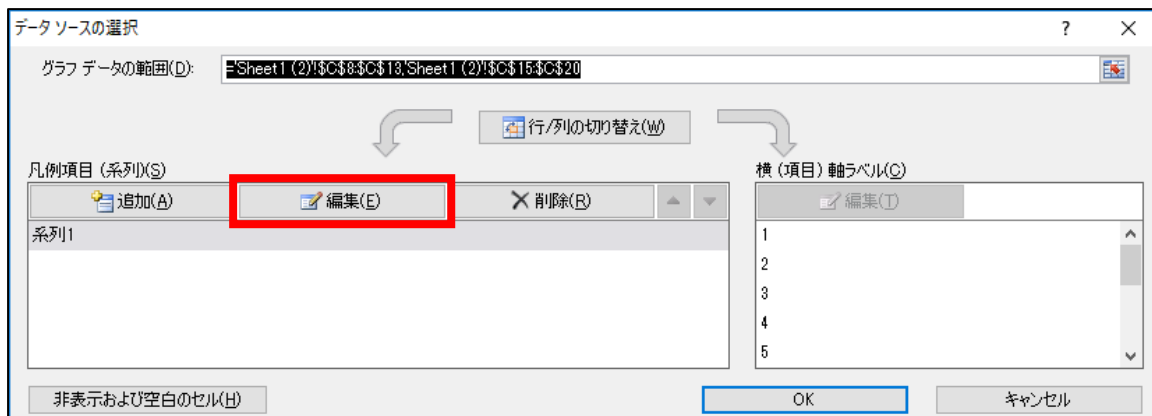 データ ソースの選択
? ×
グラフ データの範囲(D): ='Sheet1 (2)'!$C$8:$C$13,'Sheet1 (2)'!$C$15:$C$20
行/列の切り替え(W)
凡例項目 (系列)(S)
追加(A) 編集(E) 削除(R)
系列1
横 (項目) 軸ラベル(C)
編集(T)
1
2
3
4
5
非表示および空白のセル(H) OK キャンセル